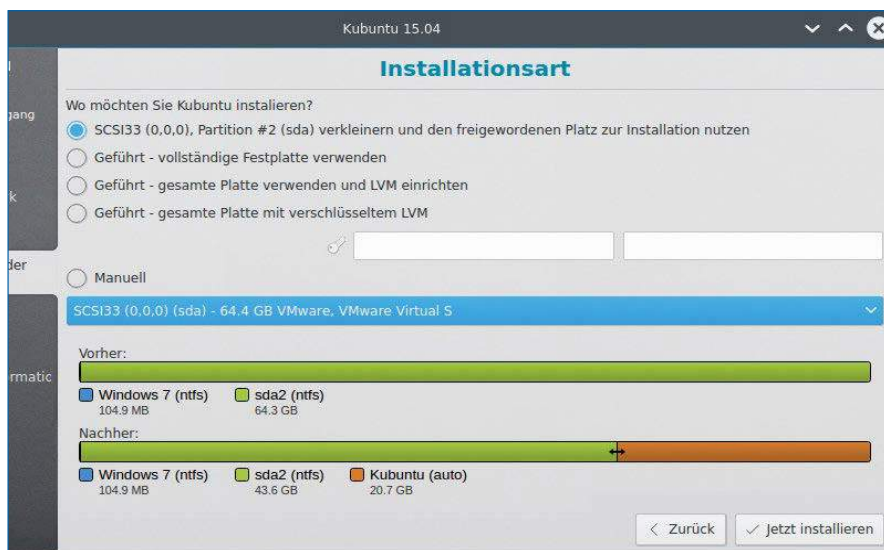 Kubuntu 15.04
Installationsart
Wo möchten Sie Kubuntu instalieren?
SCSI33 (0,0,0), Partition #2 (sda) verkleinern und den freigewordenen Platz zur Installation nutzen
Geführt - vollständige Festplatte verwenden
Geführt - gesamte Platte verwenden und LVM einrichten
Geführt - gesamte Platte mit verschlüsseltem LVM
Manuell
SCSI33 (0,0,0) (sda) - 64.4 GB VMware, VMware Virtual S
Vorher:
Windows 7 (ntfs) sda2 (ntfs)
104.9 MB 64.3 GB
Nachher:
Windows 7 (ntfs) sda2 (ntfs) Kubuntu (auto)
104.9 MB 43.6 GB 20.7 GB
Zurück Jetzt installieren